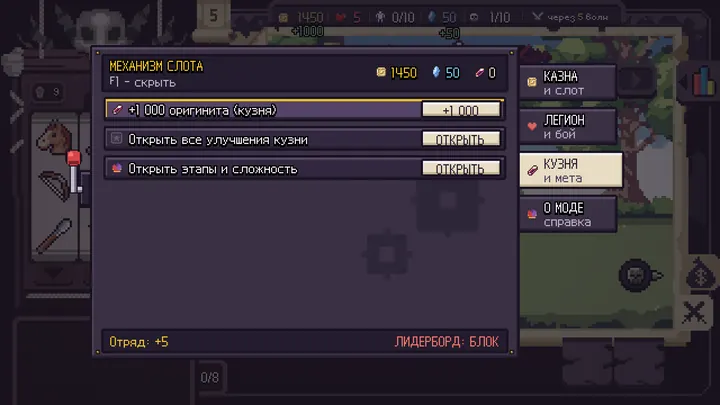 5
1450 5 0/10 50 1/10 через 5 волн
+1000 +50
МЕХАНИЗМ СЛОТА
F1 - скрыть
1450 50 0
9
+1 000 оригинита (кузня)
+1 000
Открыть все улучшения кузни
ОТКРЫТЬ
Открыть этапы и сложность
ОТКРЫТЬ
КАЗНА
и слот
ЛЕГИОН
и бой
КУЗНЯ
и мета
О МОДЕ
справка
Отряд: +5
ЛИДЕРБОРД: БЛОК
0/8